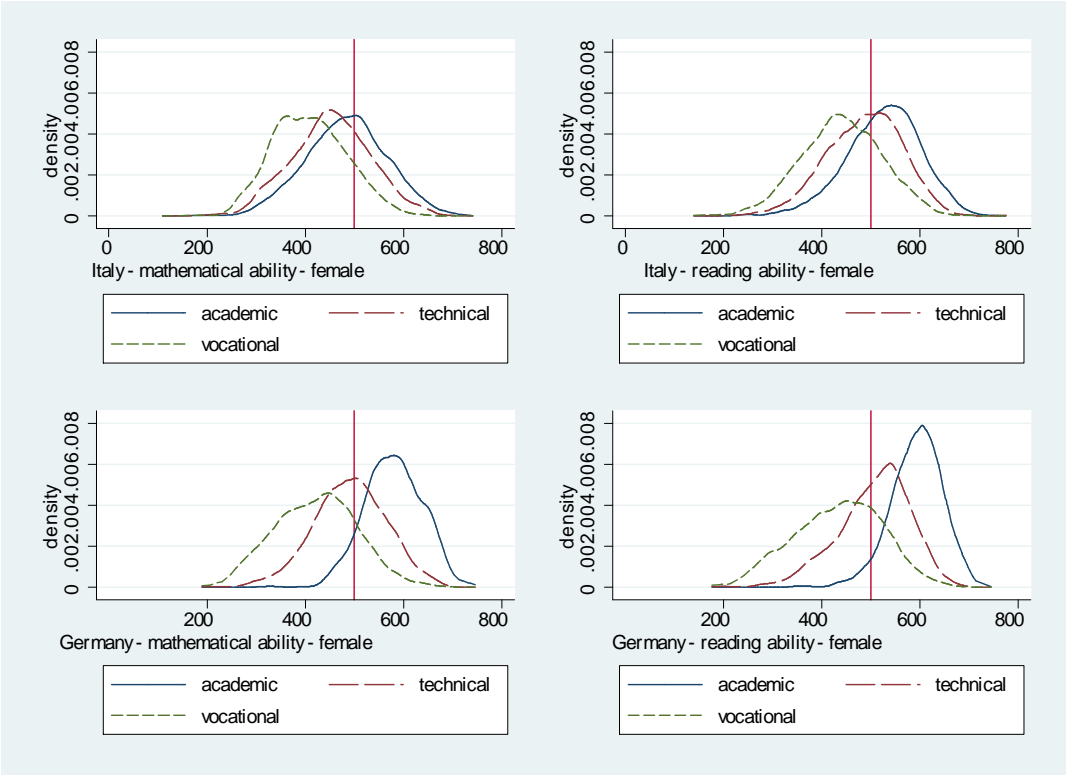 density
0 .002.004.006.008
0 200 400 600 800
Italy - mathematical ability - female
academic technical
vocational
density
0 .002.004.006.008
0 200 400 600 800
Italy - reading ability - female
academic technical
vocational
density
0 .002.004.006.008
200 400 600 800
Germany - mathematical ability - female
academic technical
vocational
density
0 .002.004.006.008
200 400 600 800
Germany - reading ability - female
academic technical
vocational